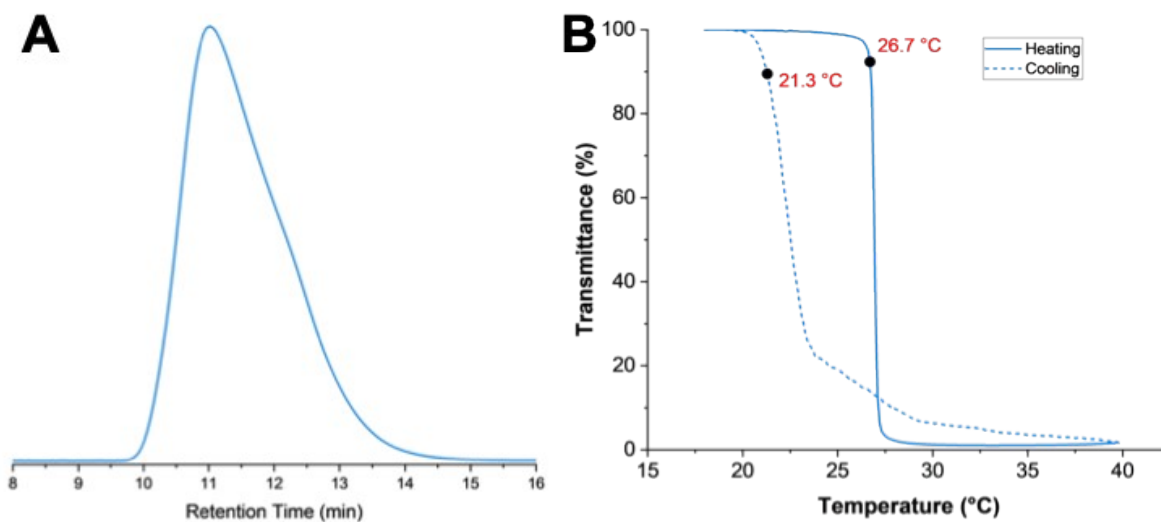 A
8 9 10 11 12 13 14 15 16
Retention Time (min)
B
100
80
60
40
20
0
Transmittance (%)
26.7 °C
21.3 °C
Heating
Cooling
15 20 25 30 35 40
Temperature (°C)